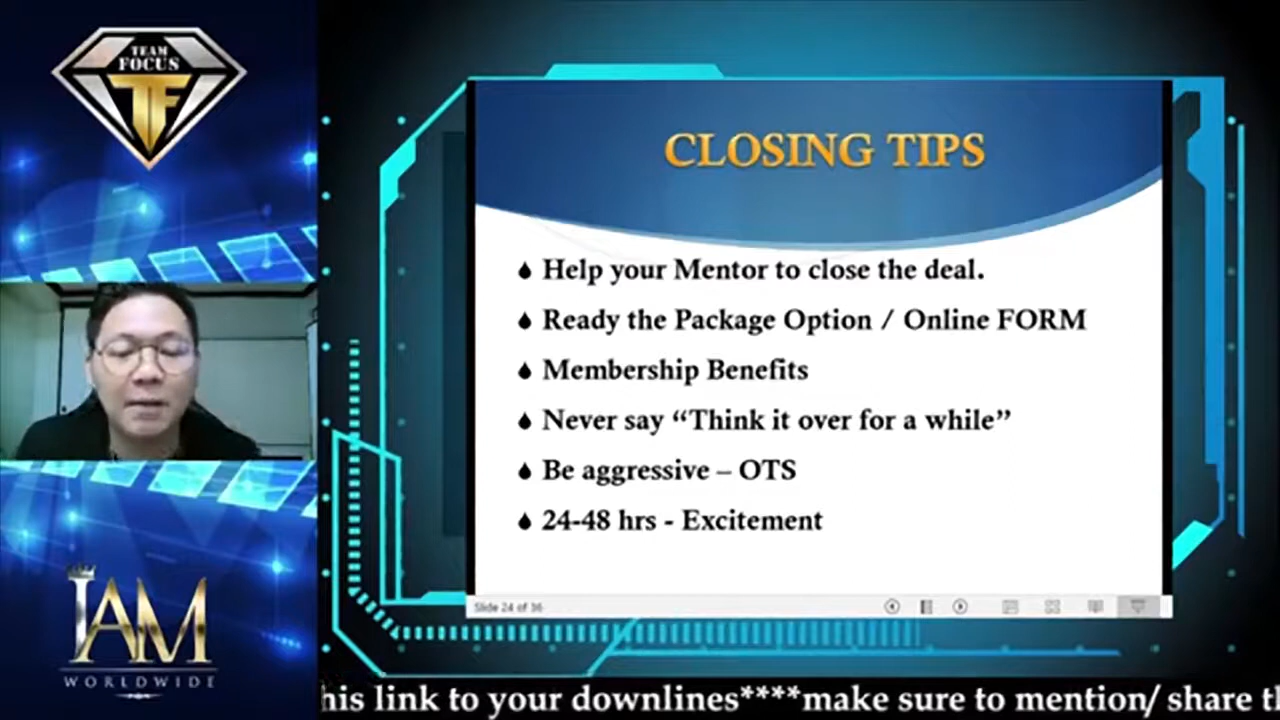 TEAM
FOCUS
TF
CLOSING TIPS
Help your Mentor to close the deal.
Ready the Package Option / Online FORM
Membership Benefits
Never say “Think it over for a while”
Be aggressive – OTS
24-48 hrs - Excitement
Slide 24 of 36
IAM
WORLDWIDE
his link to your downlines****make sure to mention/ share th